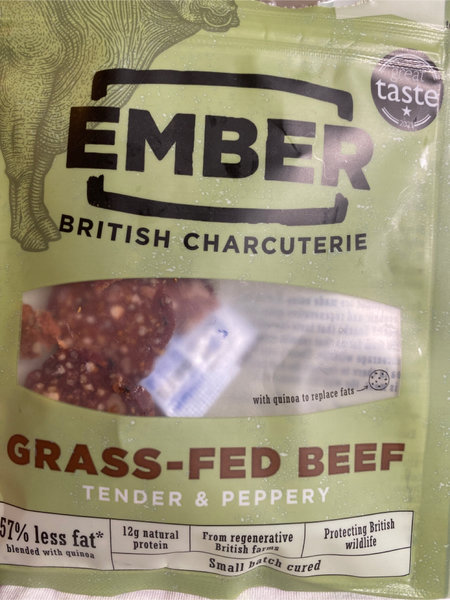 great
taste
EMBER
BRITISH CHARCUTERIE
with quinoa to replace fats
GRASS-FED BEEF
TENDER & PEPPERY
57% less fat*
blended with quinoa
12g natural
protein
From regenerative
British farms
Protecting British
wildlife
Small batch cured